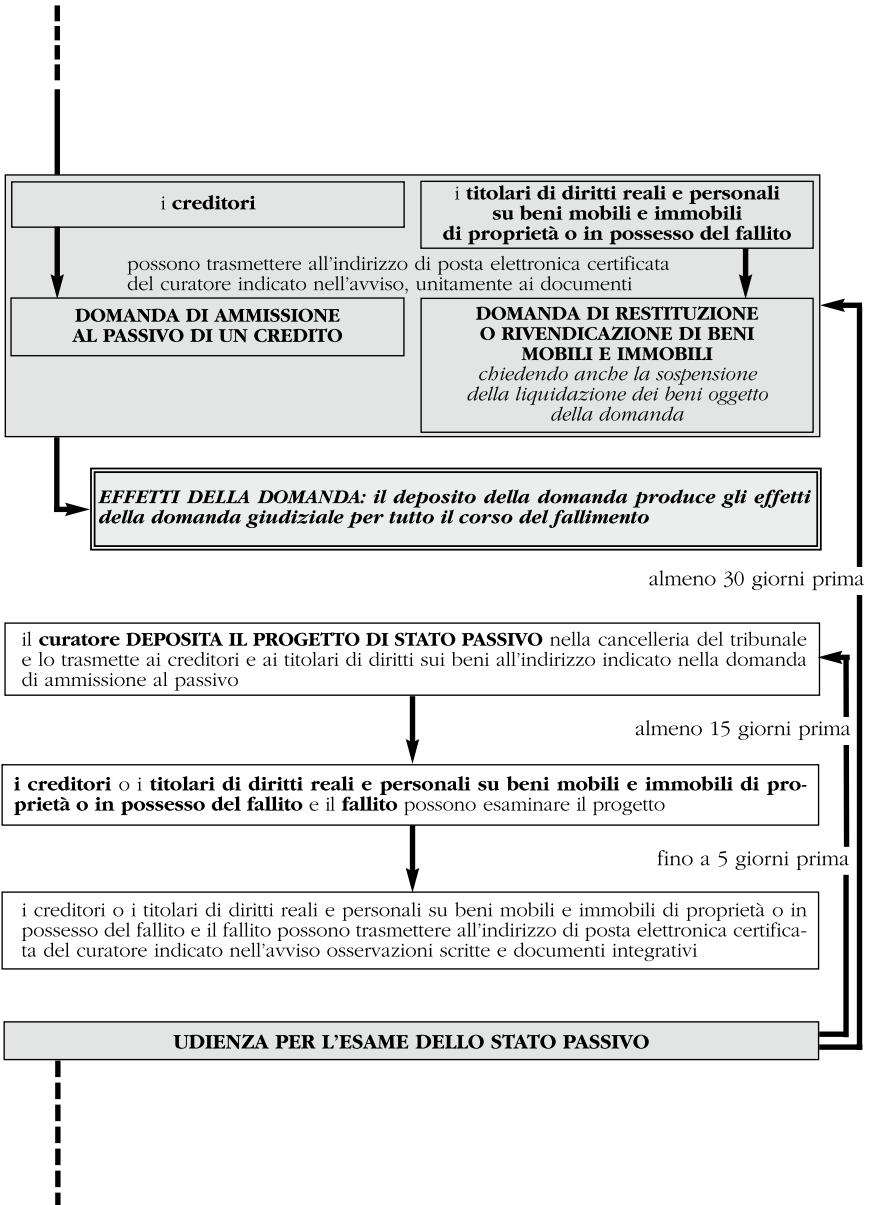 i creditori
i titolari di diritti reali e personali
su beni mobili e immobili
di proprietà o in possesso del fallito
possono trasmettere all'indirizzo di posta elettronica certificata
del curatore indicato nell'avviso, unitamente ai documenti
DOMANDA DI AMMISSIONE
AL PASSIVO DI UN CREDITO
DOMANDA DI RESTITUZIONE
O RIVENDICAZIONE DI BENI
MOBILI E IMMOBILI
chiedendo anche la sospensione
della liquidazione dei beni oggetto
della domanda
EFFETTI DELLA DOMANDA: il deposito della domanda produce gli effetti
della domanda giudiziale per tutto il corso del fallimento
almeno 30 giorni prima
il curatore DEPOSITA IL PROGETTO DI STATO PASSIVO nella cancelleria del tribunale
e lo trasmette ai creditori e ai titolari di diritti sui beni all'indirizzo indicato nella domanda
di ammissione al passivo
almeno 15 giorni prima
i creditori o i titolari di diritti reali e personali su beni mobili e immobili di pro-
prietà o in possesso del fallito e il fallito possono esaminare il progetto
fino a 5 giorni prima
i creditori o i titolari di diritti reali e personali su beni mobili e immobili di proprietà o in
possesso del fallito e il fallito possono trasmettere all'indirizzo di posta elettronica certifica-
ta del curatore indicato nell'avviso osservazioni scritte e documenti integrativi
UDIENZA PER L'ESAME DELLO STATO PASSIVO